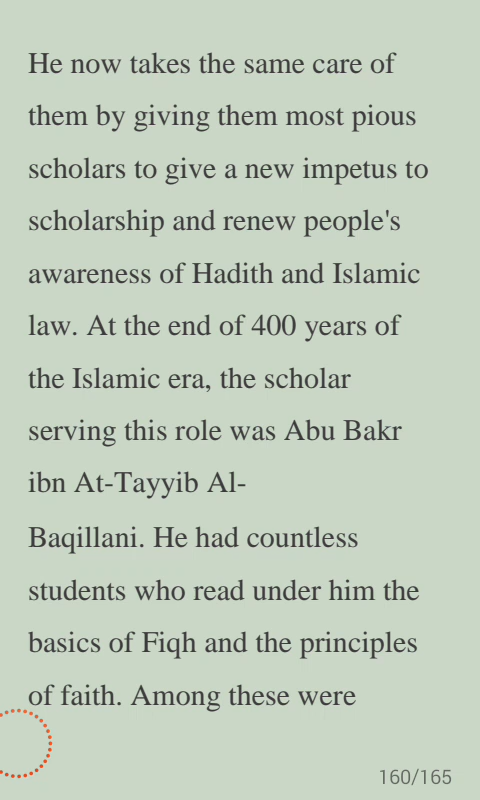 He now takes the same care of
them by giving them most pious
scholars to give a new impetus to
scholarship and renew people's
awareness of Hadith and Islamic
law. At the end of 400 years of
the Islamic era, the scholar
serving this role was Abu Bakr
ibn At-Tayyib Al-
Baqillani. He had countless
students who read under him the
basics of Fiqh and the principles
of faith. Among these were
160/165